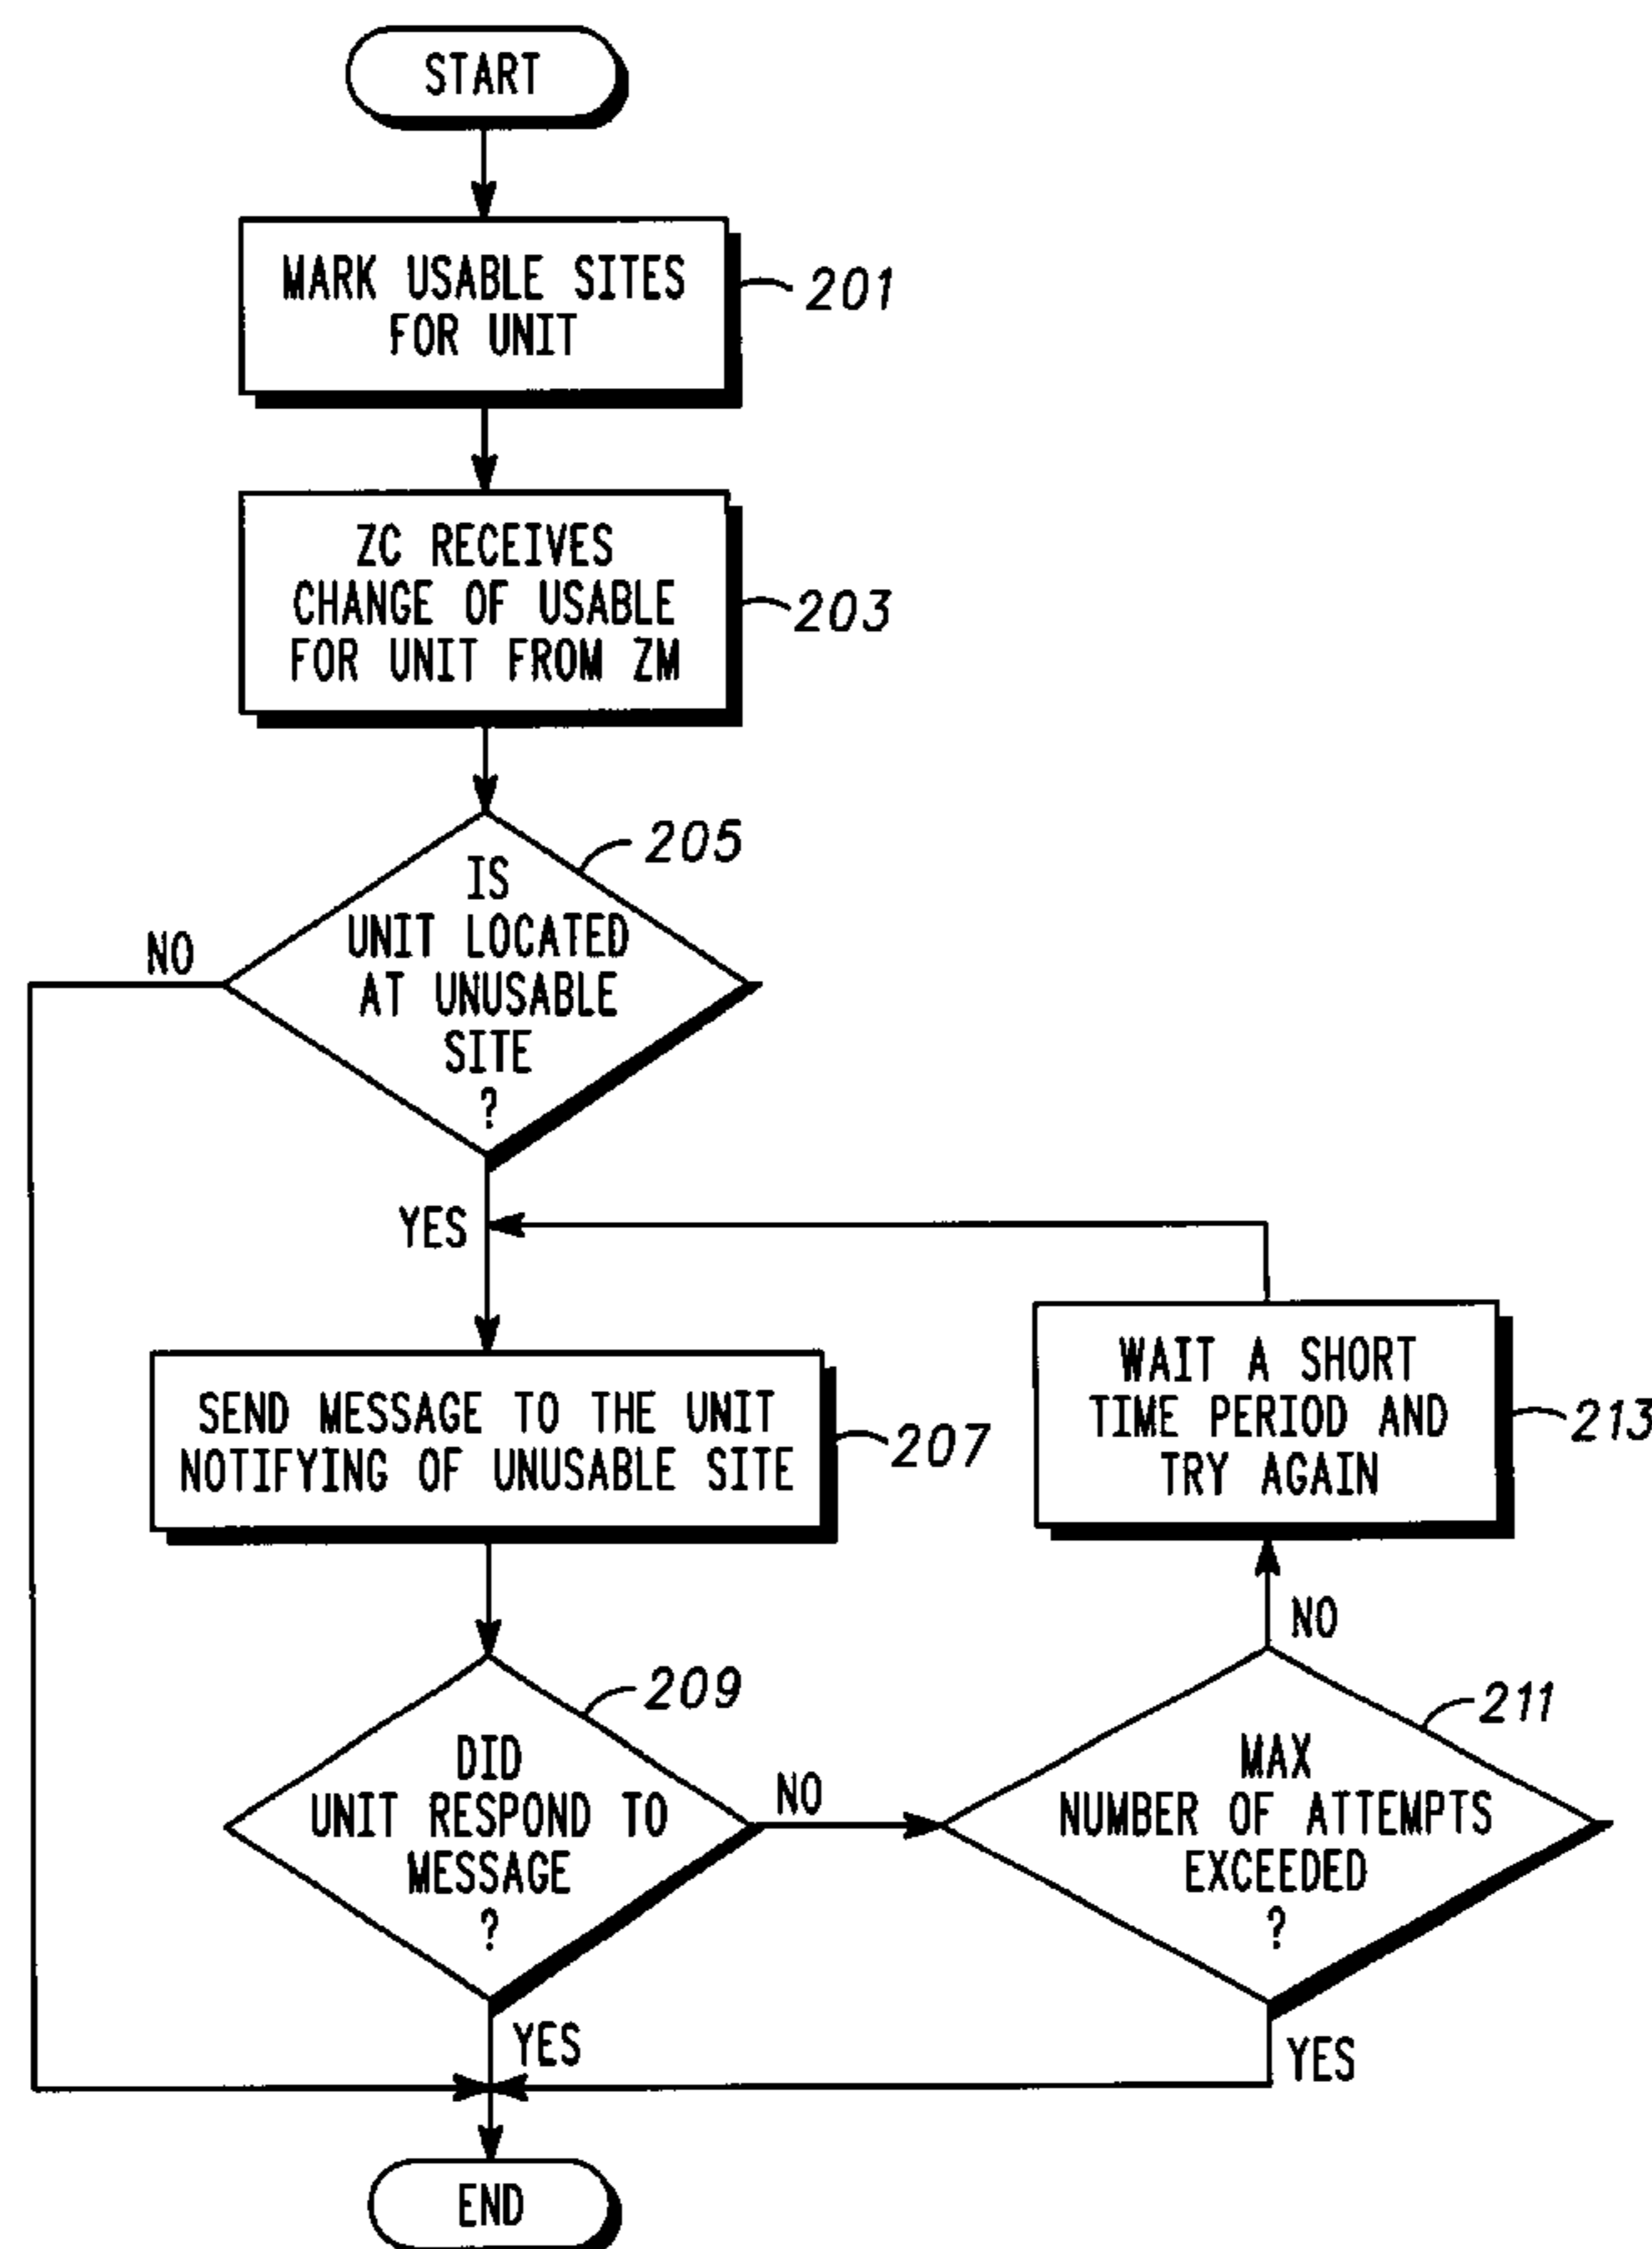 START
MARK USABLE SITES
FOR UNIT
201
ZC RECEIVES
CHANGE OF USABLE
FOR UNIT FROM ZM
203
205
IS
UNIT LOCATED
AT UNUSABLE
SITE
?
NO
YES
SEND MESSAGE TO THE UNIT
NOTIFYING OF UNUSABLE SITE
207
WAIT A SHORT
TIME PERIOD AND
TRY AGAIN
213
NO
209
DID
UNIT RESPOND TO
MESSAGE
?
NO
211
MAX
NUMBER OF ATTEMPTS
EXCEEDED
?
YES
YES
END